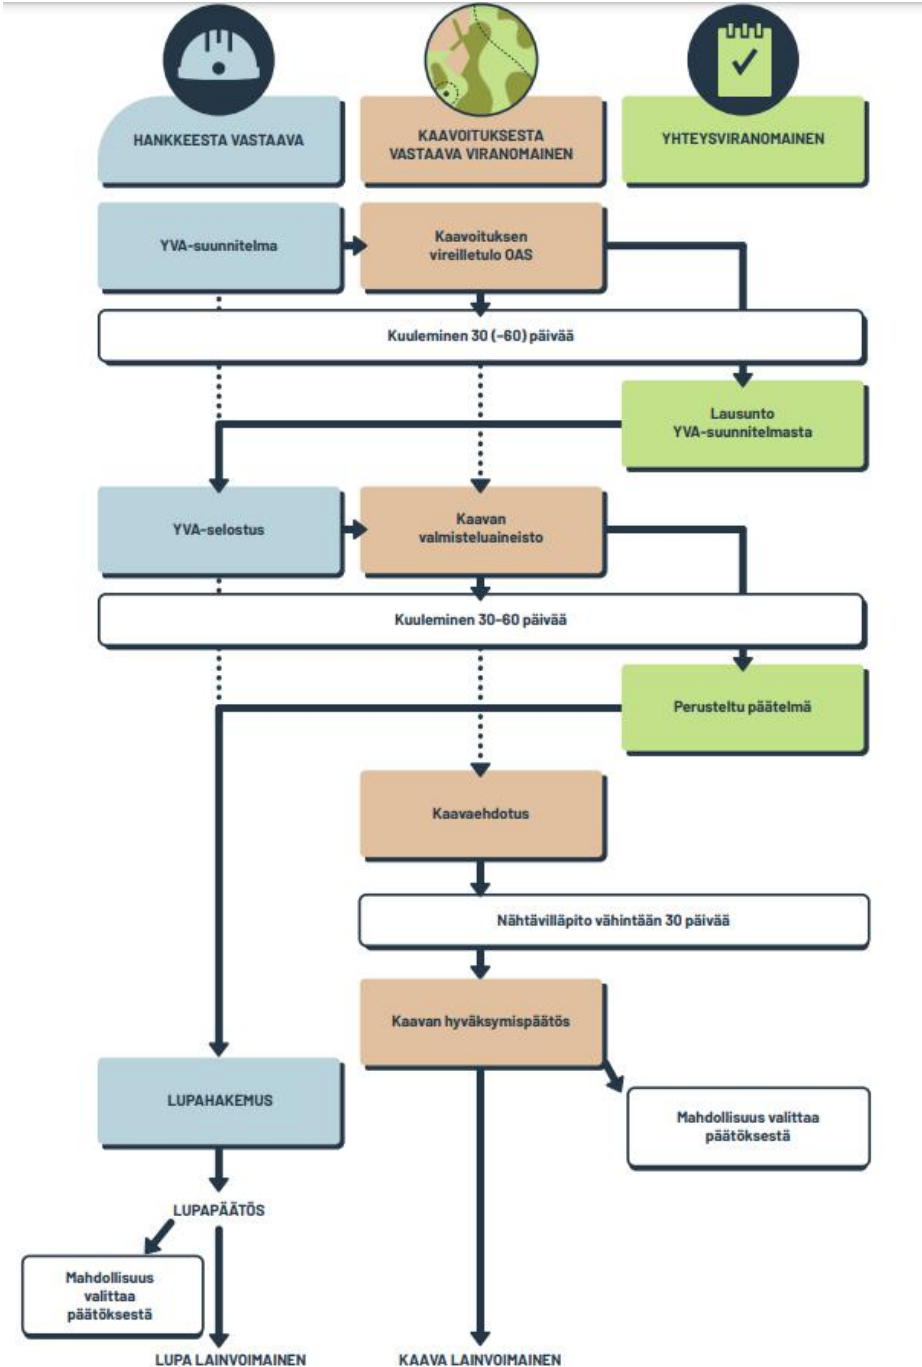 HANKKEESTA VASTAAVA
KAAVOITUKSESTA
VASTAAVA VIRANOMAINEN
YHTEYSVIRANOMAINEN
YVA-suunnitelma
Kaavoituksen
vireilletulo OAS
Kuuleminen 30 (-60) päivää
Lausunto
YVA-suunnitelmasta
YVA-selostus
Kaavan
valmisteluaineisto
Kuuleminen 30-60 päivää
Perusteltu päätelmä
Kaavaehdotus
Nähtävilläpito vähintään 30 päivää
Kaavan hyväksymispäätös
LUPAHAKEMUS
Mahdollisuus valittaa
päätöksestä
LUPAPÄÄTÖS
Mahdollisuus
valittaa
päätöksestä
LUPA LAINVOIMAINEN
KAAVA LAINVOIMAINEN